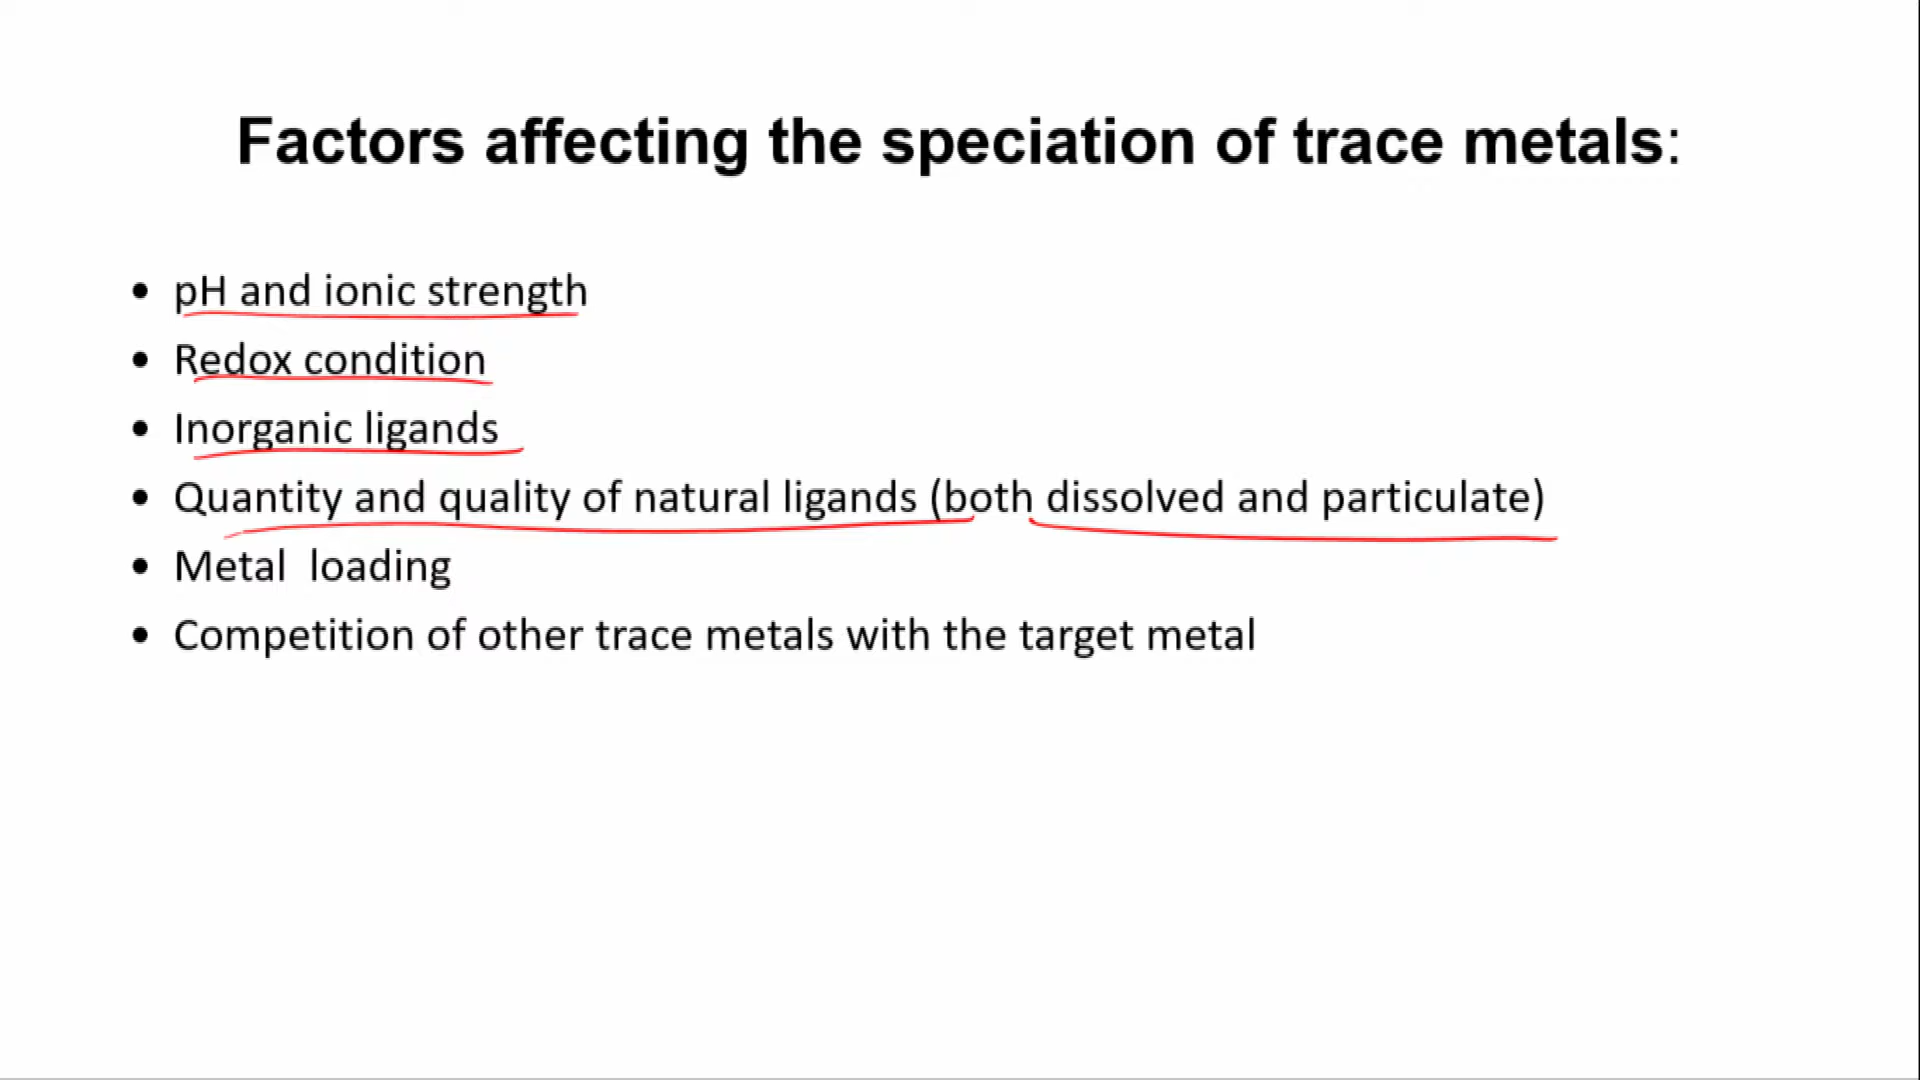 Factors affecting the speciation of trace metals:
• pH and ionic strength
• Redox condition
• Inorganic ligands
• Quantity and quality of natural ligands (both dissolved and particulate)
• Metal  loading
• Competition of other trace metals with the target metal